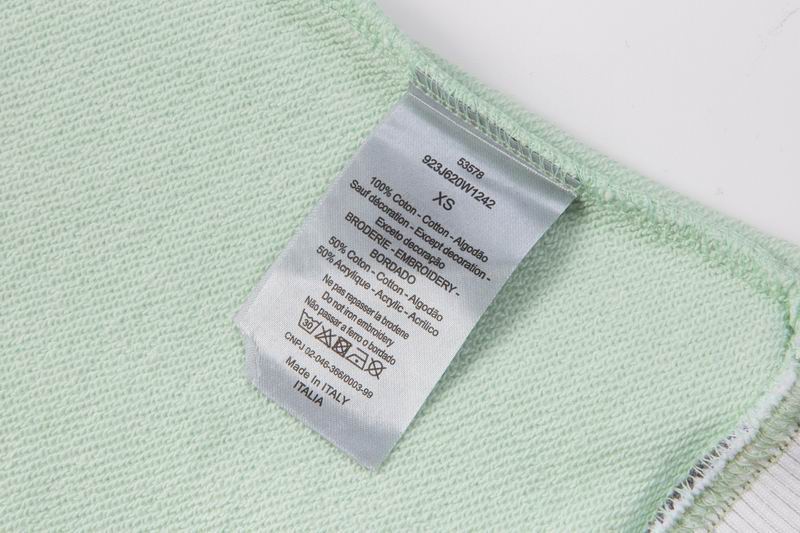 53578
923J620W1242
XS
100% Coton - Cotton - Algodão
Sauf décoration - Except decoration -
Exceto decoração
BRODERIE - EMBROIDERY -
BORDADO
50% Coton - Cotton - Algodão
50% Acrylique - Acrylic - Acrilico
Ne pas repasser la broderie
Do not iron embroidery
Não passar a ferro o bordado
30
CNPJ 02-046-366/0003-99
Made In ITALY
ITALIA